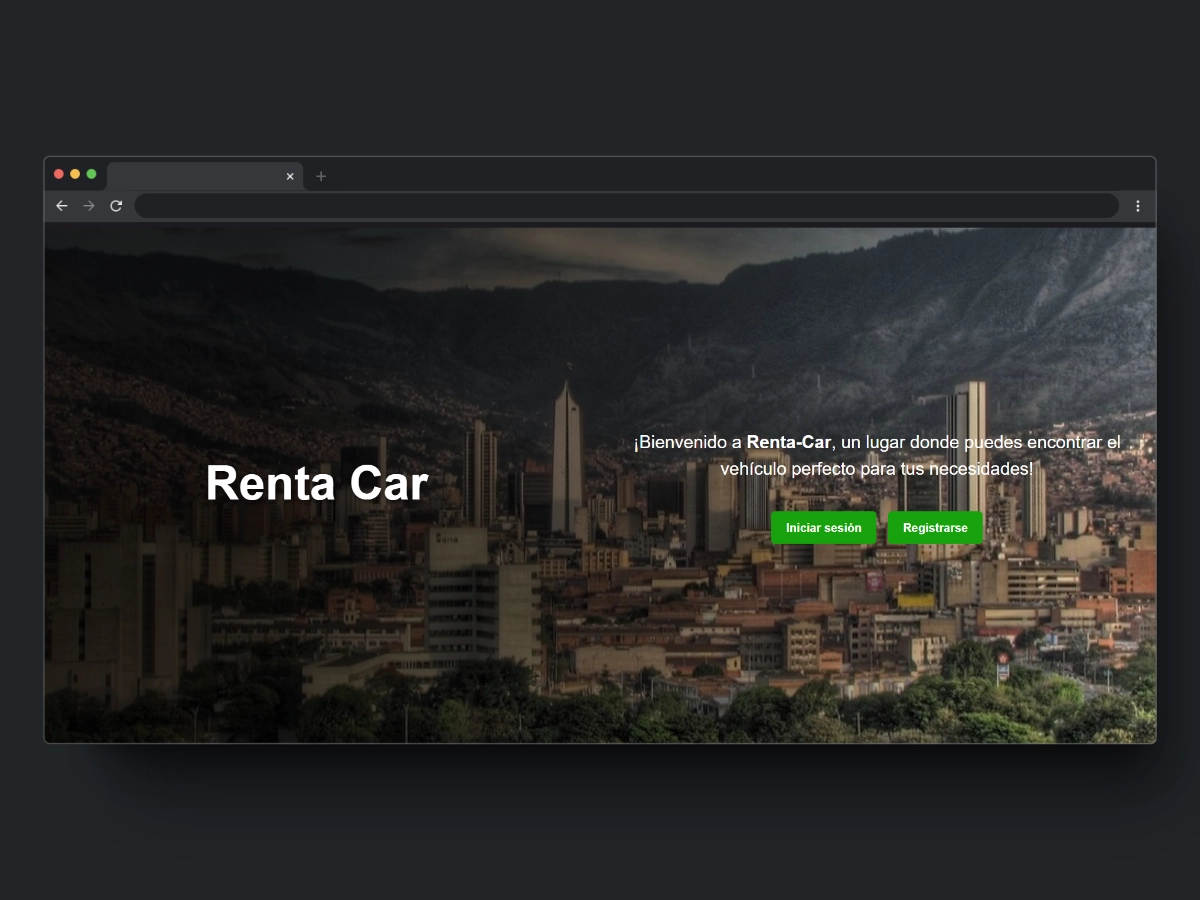 Renta Car
¡Bienvenido a Renta-Car, un lugar donde puedes encontrar el
vehículo perfecto para tus necesidades!
Iniciar sesión
Registrarse